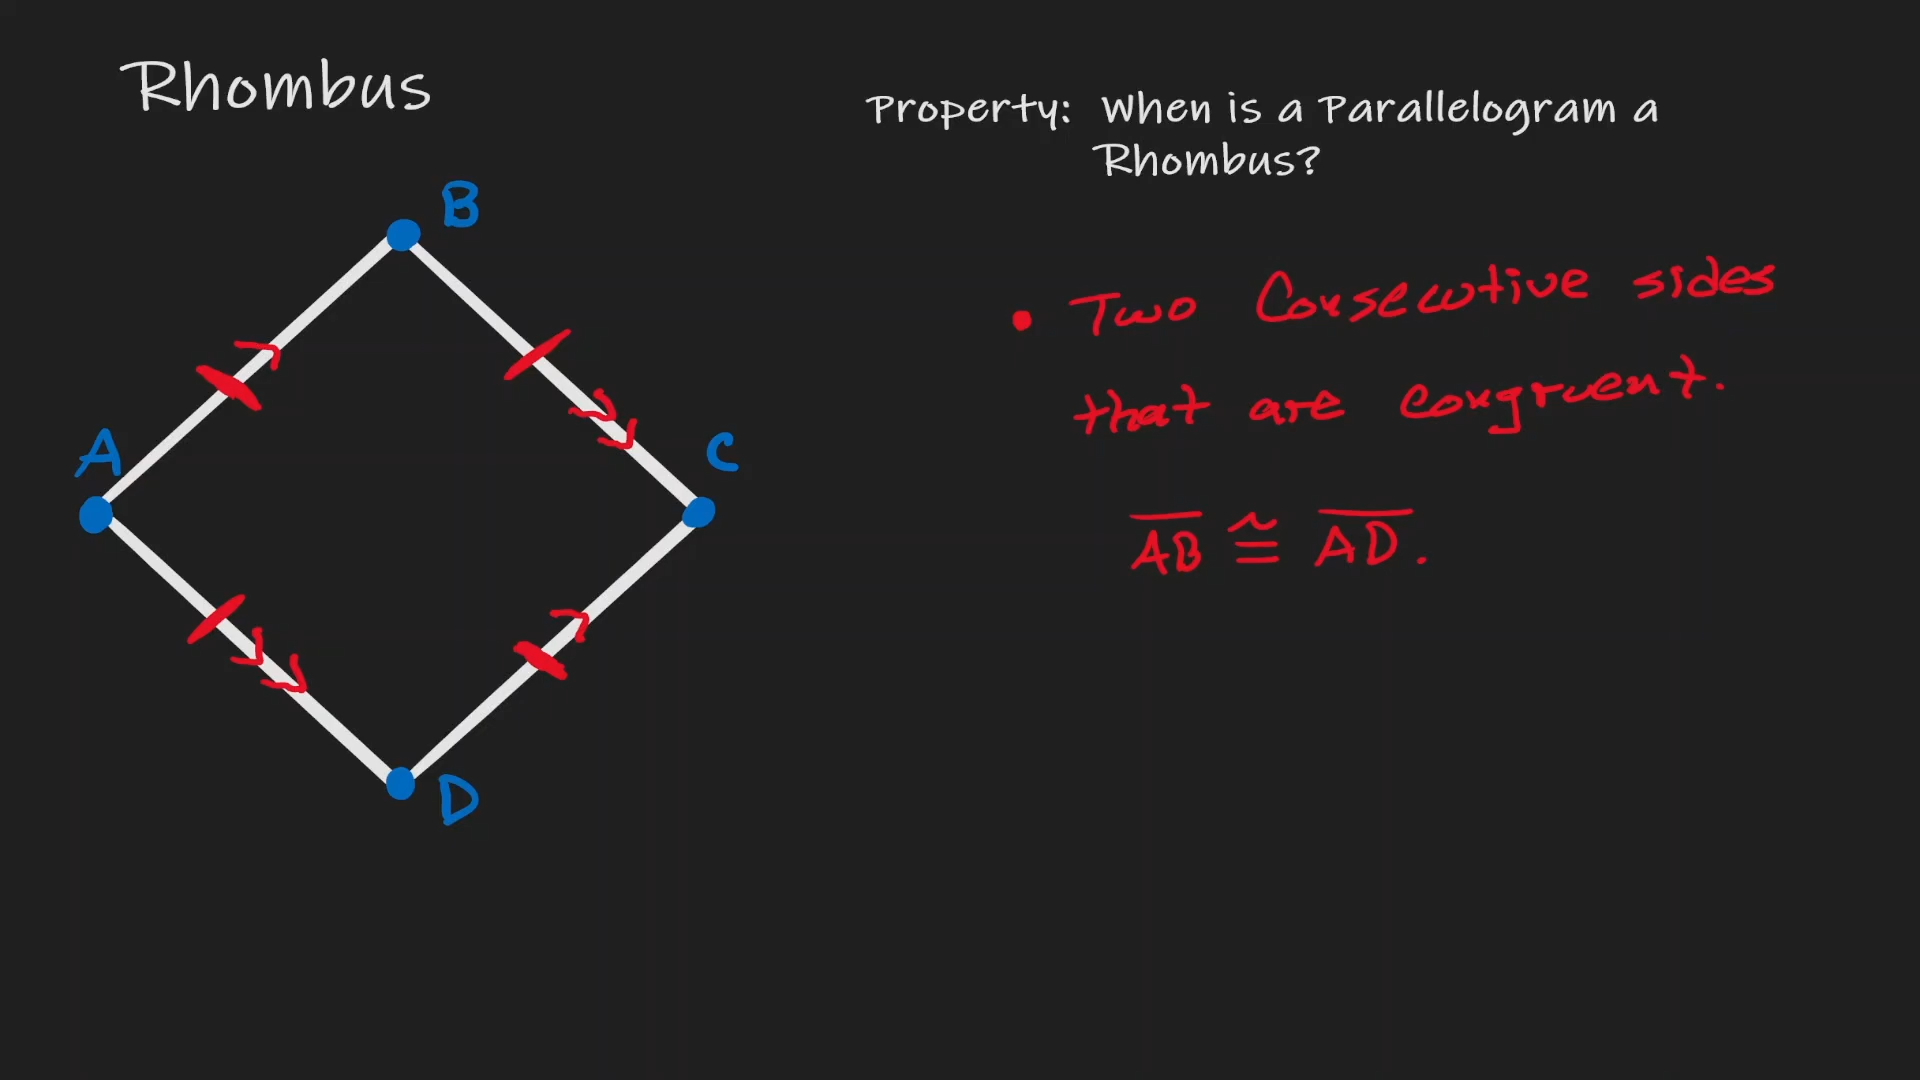 Rhombus
Property: When is a Parallelogram a
Rhombus?
B
• Two Consecutive sides
that are congruent.
A
C
AB ≅ AD.
D